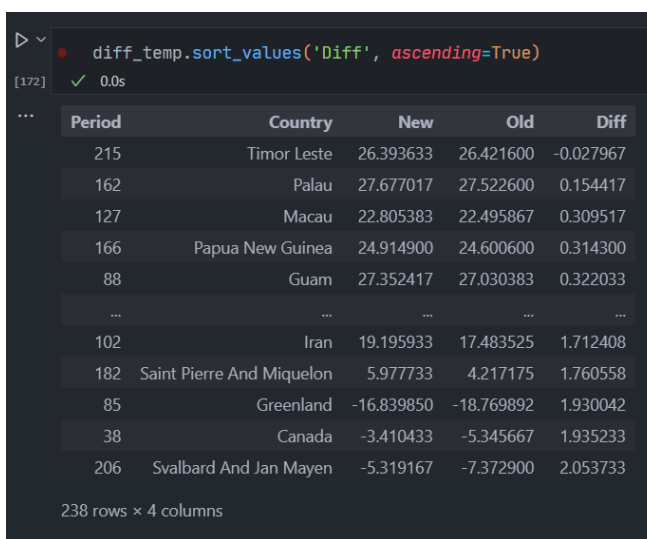 diff_temp.sort_values('Diff', ascending=True)
[172] ✓ 0.0s
...
Period Country New Old Diff
215 Timor Leste 26.393633 26.421600 -0.027967
162 Palau 27.677017 27.522600 0.154417
127 Macau 22.805383 22.495867 0.309517
166 Papua New Guinea 24.914900 24.600600 0.314300
88 Guam 27.352417 27.030383 0.322033
... ... ... ... ...
102 Iran 19.195933 17.483525 1.712408
182 Saint Pierre And Miquelon 5.977733 4.217175 1.760558
85 Greenland -16.839850 -18.769892 1.930042
38 Canada -3.410433 -5.345667 1.935233
206 Svalbard And Jan Mayen -5.319167 -7.372900 2.053733
238 rows × 4 columns